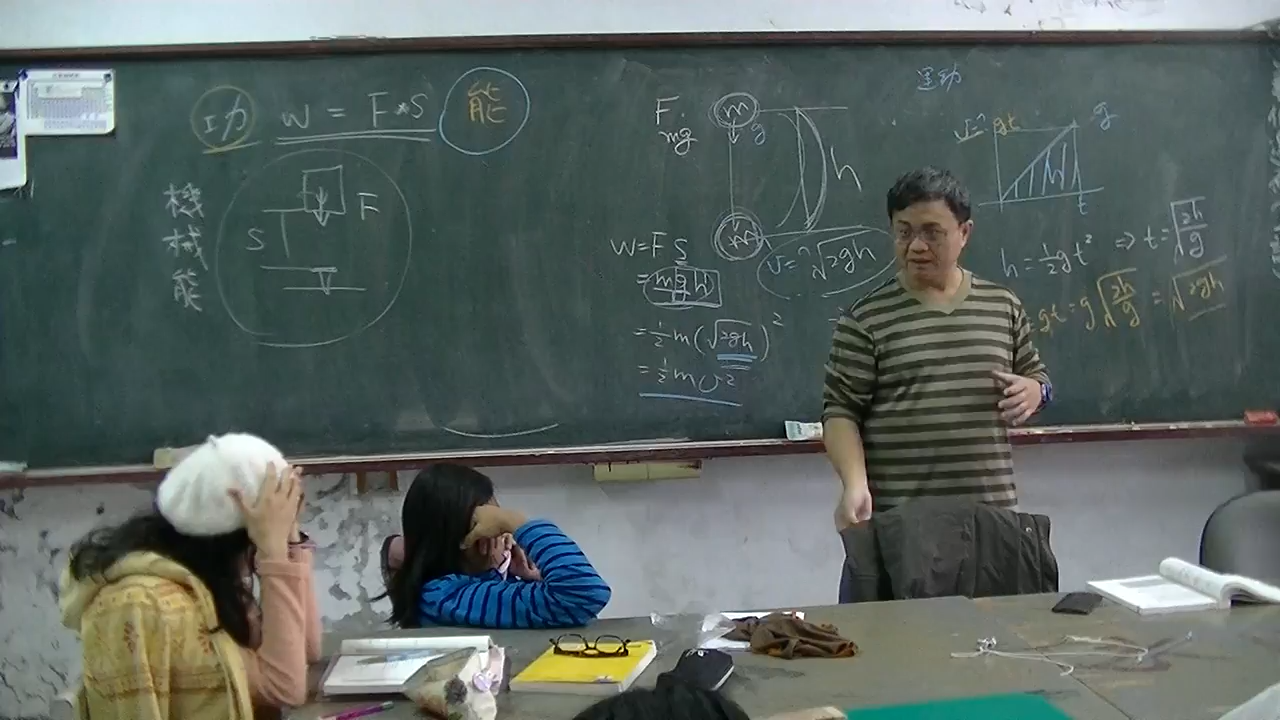 功 W = F*S 能
機械能
F
S
F.
mg
m
g
h
m
V=√2gh
W=FS
=mgh
=½m(√2gh)²
=½mv²
運动
V=gt
g
t
h=½gt² ⇒ t=√2h/g
gt=g√2h/g=√2gh